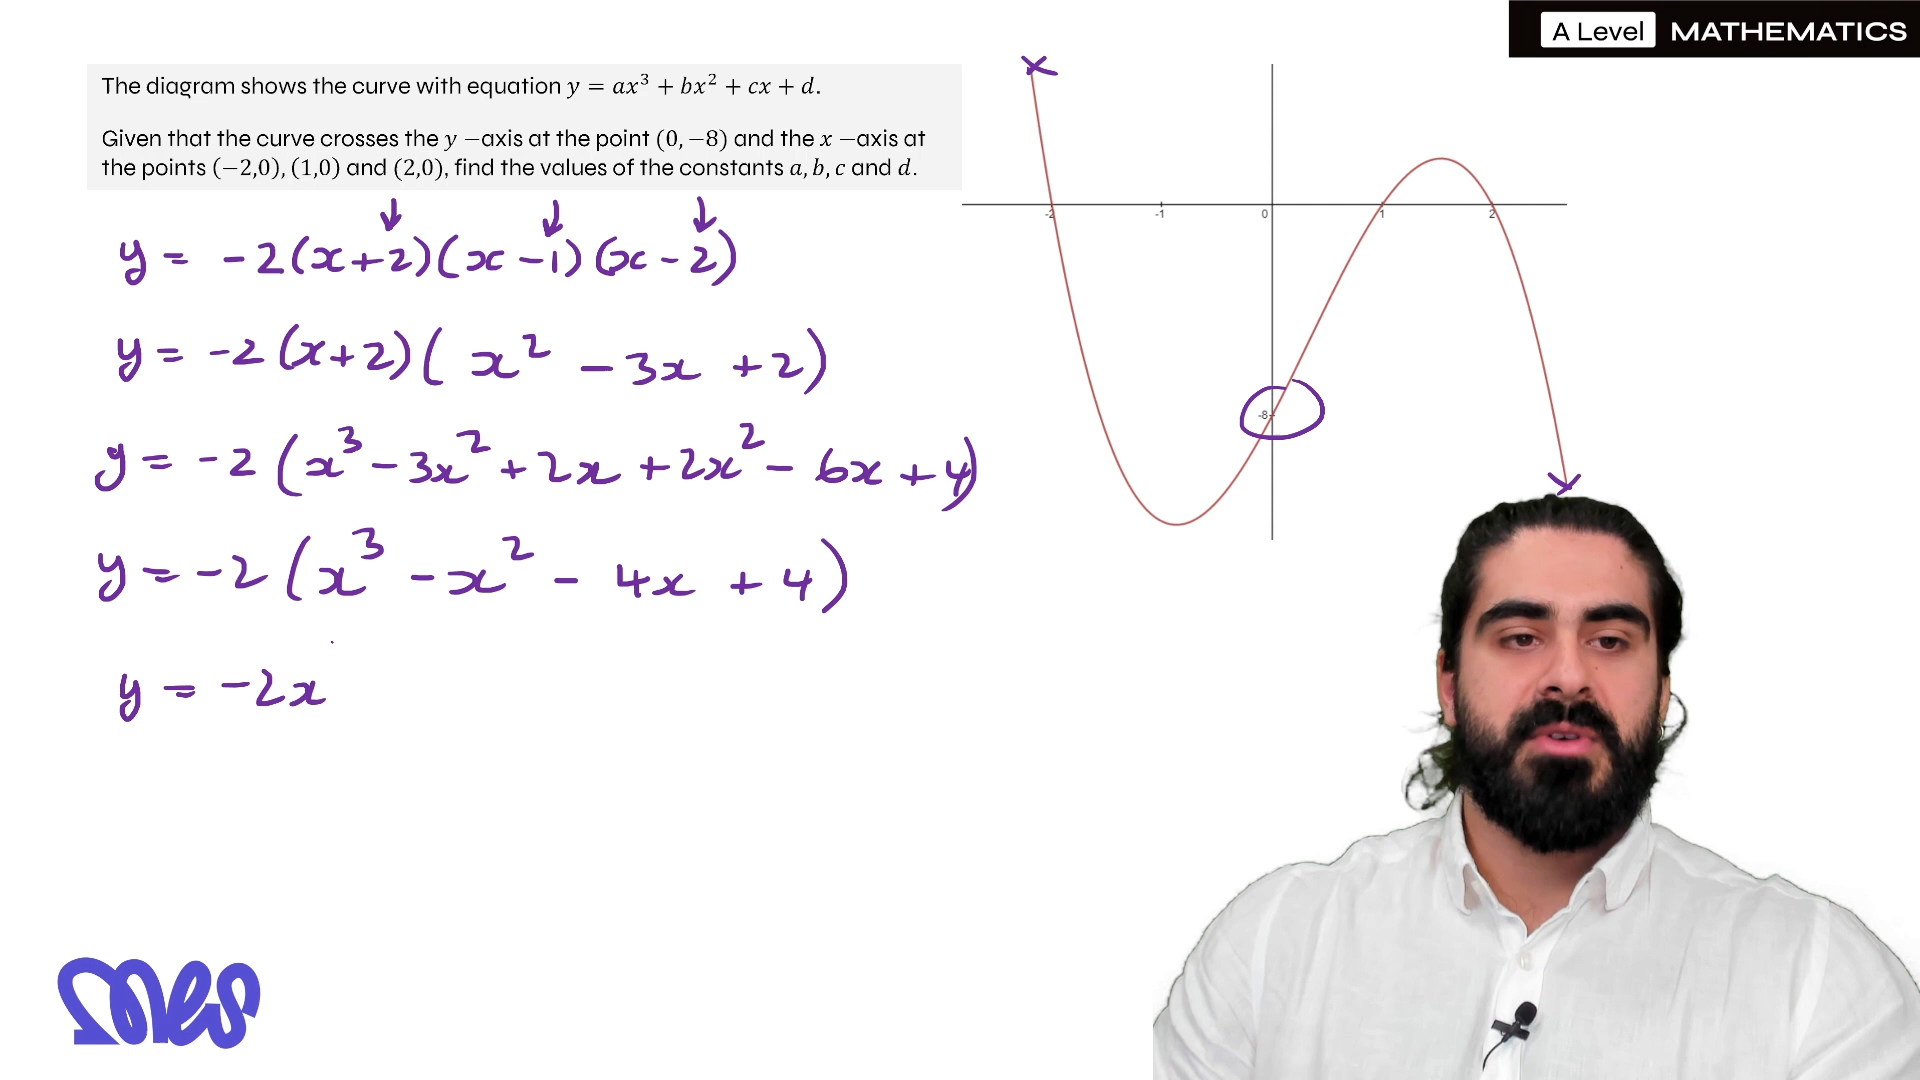 A Level MATHEMATICS
The diagram shows the curve with equation y = ax³ + bx² + cx + d.
Given that the curve crosses the y −axis at the point (0, −8) and the x −axis at
the points (−2,0), (1,0) and (2,0), find the values of the constants a, b, c and d.
y = -2(x+2)(x-1)(x-2)
y = -2(x+2)(x² - 3x + 2)
y = -2(x³ - 3x² + 2x + 2x² - 6x + 4)
y = -2(x³ - x² - 4x + 4)
y = -2x
-2 -1 0 1 2
-8
mes